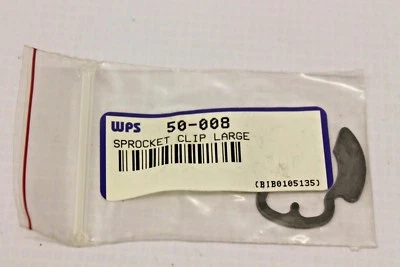 WPS 50-008
SPROCKET CLIP LARGE
(BIB0105135)